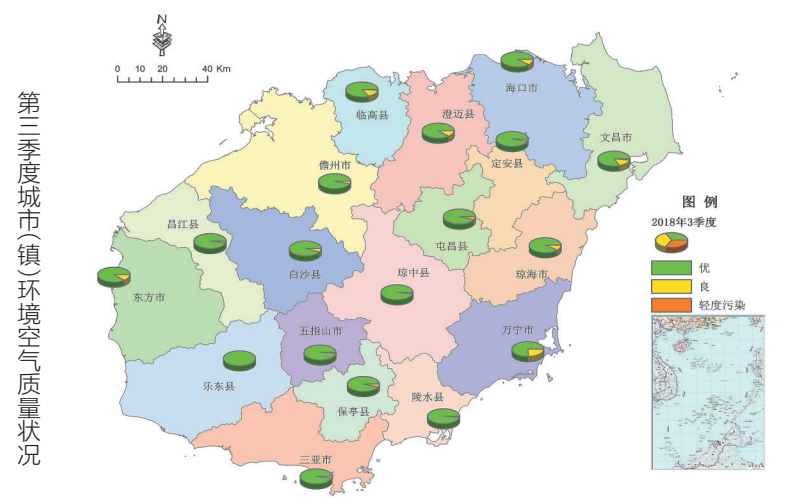 第三季度城市(镇)环境空气质量状况
N
0 20 40 Km
临高县
澄迈县
海口市
文昌市
儋州市
定安县
昌江县
白沙县
屯昌县
琼中县
琼海市
东方市
五指山市
万宁市
乐东县
保亭县
陵水县
三亚市
图 例
2018年3季度
优
良
轻度污染